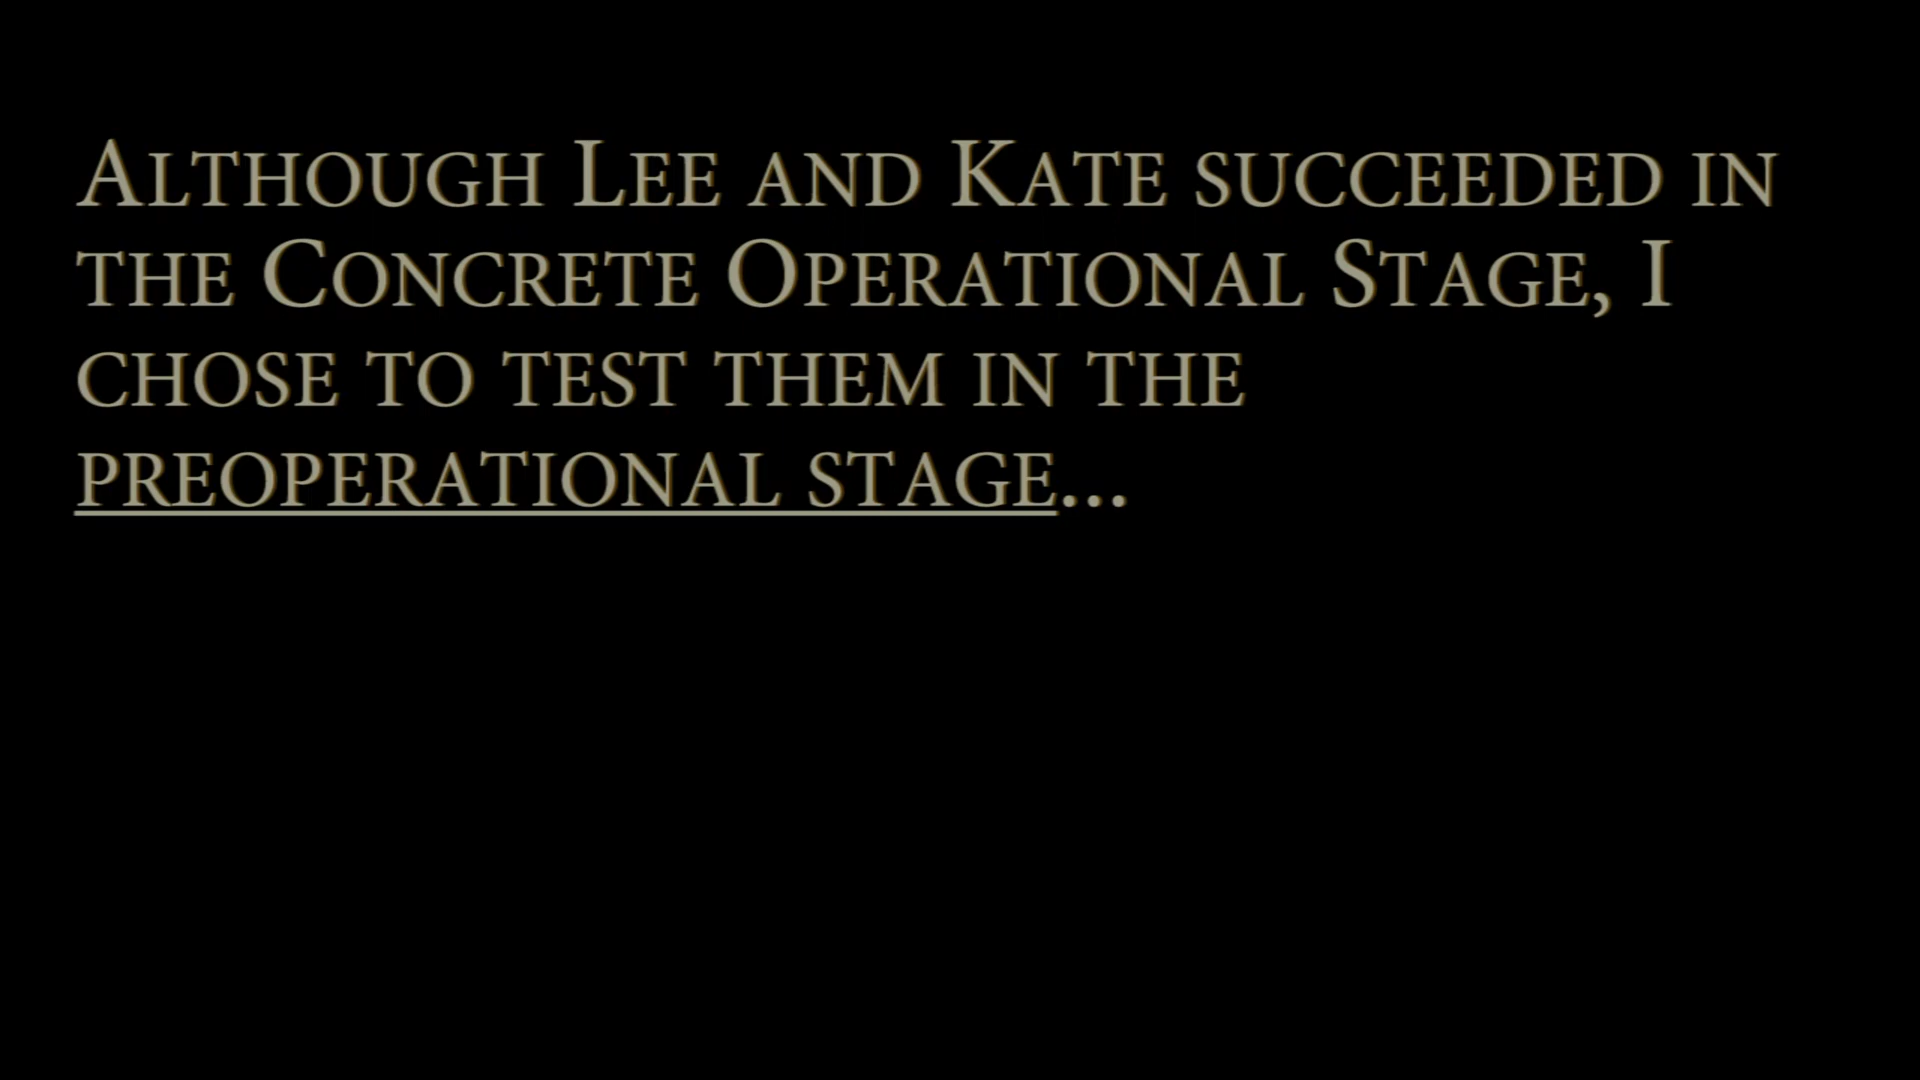 Although Lee and Kate succeeded in
the Concrete Operational Stage, I
chose to test them in the
preoperational stage...